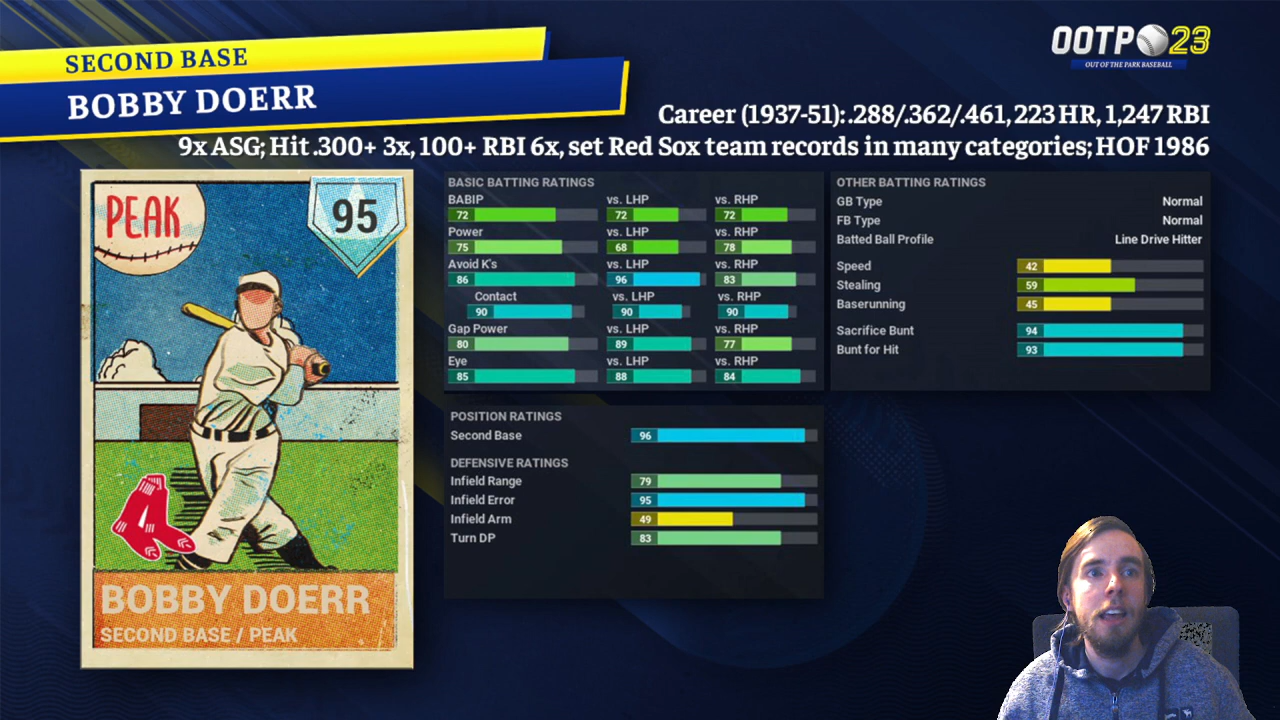 SECOND BASE
BOBBY DOERR
OOTP 23
OUT OF THE PARK BASEBALL
Career (1937-51): .288/.362/.461, 223 HR, 1,247 RBI
9x ASG; Hit .300+ 3x, 100+ RBI 6x, set Red Sox team records in many categories; HOF 1986
PEAK
95
BOBBY DOERR
SECOND BASE / PEAK
BASIC BATTING RATINGS
BABIP vs. LHP vs. RHP
72 72 72
Power vs. LHP vs. RHP
75 68 78
Avoid K's vs. LHP vs. RHP
86 96 83
Contact vs. LHP vs. RHP
90 90 90
Gap Power vs. LHP vs. RHP
80 89 77
Eye vs. LHP vs. RHP
85 88 84
OTHER BATTING RATINGS
GB Type Normal
FB Type Normal
Batted Ball Profile Line Drive Hitter
Speed 42
Stealing 59
Baserunning 45
Sacrifice Bunt 94
Bunt for Hit 93
POSITION RATINGS
Second Base 96
DEFENSIVE RATINGS
Infield Range 79
Infield Error 95
Infield Arm 49
Turn DP 83